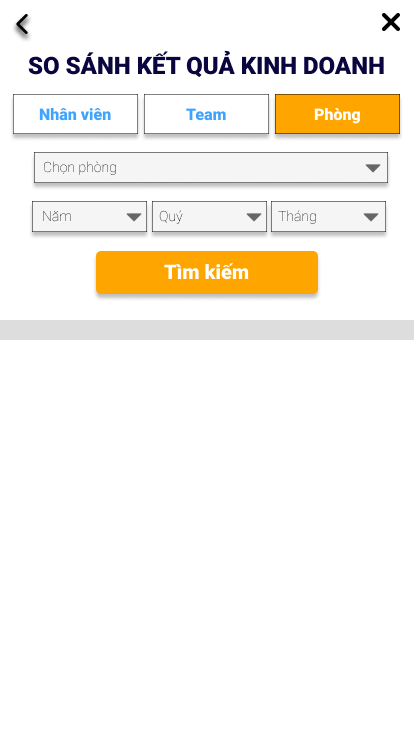 SO SÁNH KẾT QUẢ KINH DOANH
Nhân viên Team Phòng
Chọn phòng
Năm Quý Tháng
Tìm kiếm